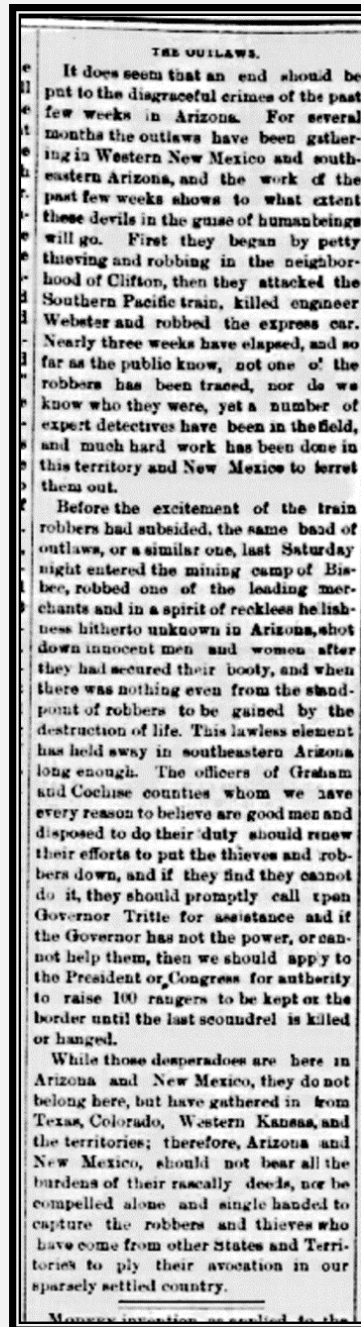 THE OUTLAWS.
It does seem that an end should be
put to the disgraceful crimes of the past
few weeks in Arizona. For several
months the outlaws have been gather-
ing in Western New Mexico and south-
eastern Arizona, and the work of the
past few weeks shows to what extent
these devils in the guise of humanbeings
will go. First they began by petty
thieving and robbing in the neighbor-
hood of Clifton, then they attacked the
Southern Pacific train, killed engineer
Webster and robbed the express car.
Nearly three weeks have elapsed, and so
far as the public know, not one of the
robbers has been traced, nor do we
know who they were, yet a number of
expert detectives have been in the field,
and much hard work has been done in
this territory and New Mexico to ferret
them out.
Before the excitement of the train
robbers had subsided, the same band of
outlaws, or a similar one, last Saturday
night entered the mining camp of Bis-
bee, robbed one of the leading mer-
chants and in a spirit of reckless hellish-
ness hitherto unknown in Arizona, shot
down innocent men and women after
they had secured their booty, and when
there was nothing even from the stand-
point of robbers to be gained by the
destruction of life. This lawless element
has held sway in southeastern Arizona
long enough. The officers of Graham
and Cochise counties whom we have
every reason to believe are good men and
disposed to do their duty should renew
their efforts to put the thieves and rob-
bers down, and if they find they cannot
do it, they should promptly call upon
Governor Tritle for assistance and if
the Governor has not the power, or can-
not help them, then we should apply to
the President or Congress for authority
to raise 100 rangers to be kept on the
border until the last scoundrel is killed
or hanged.
While those desperadoes are here in
Arizona and New Mexico, they do not
belong here, but have gathered in from
Texas, Colorado, Western Kansas, and
the territories; therefore, Arizona and
New Mexico, should not bear all the
burdens of their rascally deeds, nor be
compelled alone and single handed to
capture the robbers and thieves who
have come from other States and Terri-
tories to ply their avocation in our
sparsely settled country.
invention as applied to the